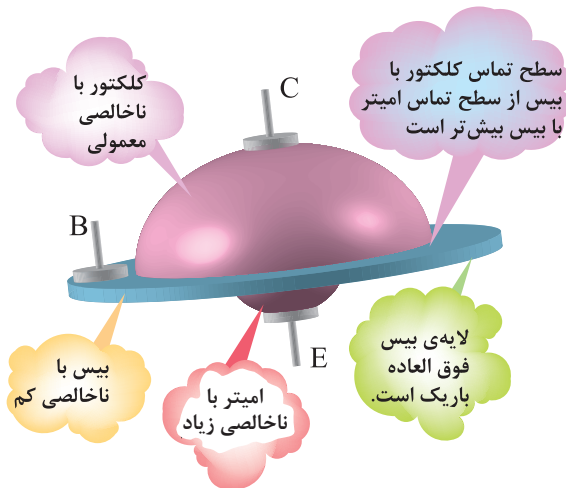 سطح تماس کلکتور با
بیس از سطح تماس امیتر
با بیس بیش‌تر است
کلکتور با
ناخالصی
معمولی
C
B
E
لایه‌ی بیس
فوق العاده
باریک است.
امیتر با
ناخالصی زیاد
بیس با
ناخالصی کم